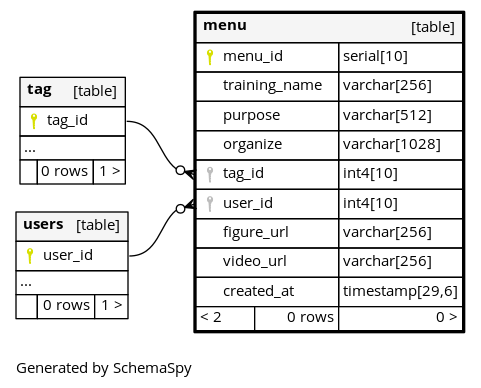 menu [table]
menu_id serial[10]
training_name varchar[256]
purpose varchar[512]
organize varchar[1028]
tag_id int4[10]
user_id int4[10]
figure_url varchar[256]
video_url varchar[256]
created_at timestamp[29,6]
< 2 0 rows 0 >
tag [table]
tag_id
...
0 rows 1 >
users [table]
user_id
...
0 rows 1 >
Generated by SchemaSpy